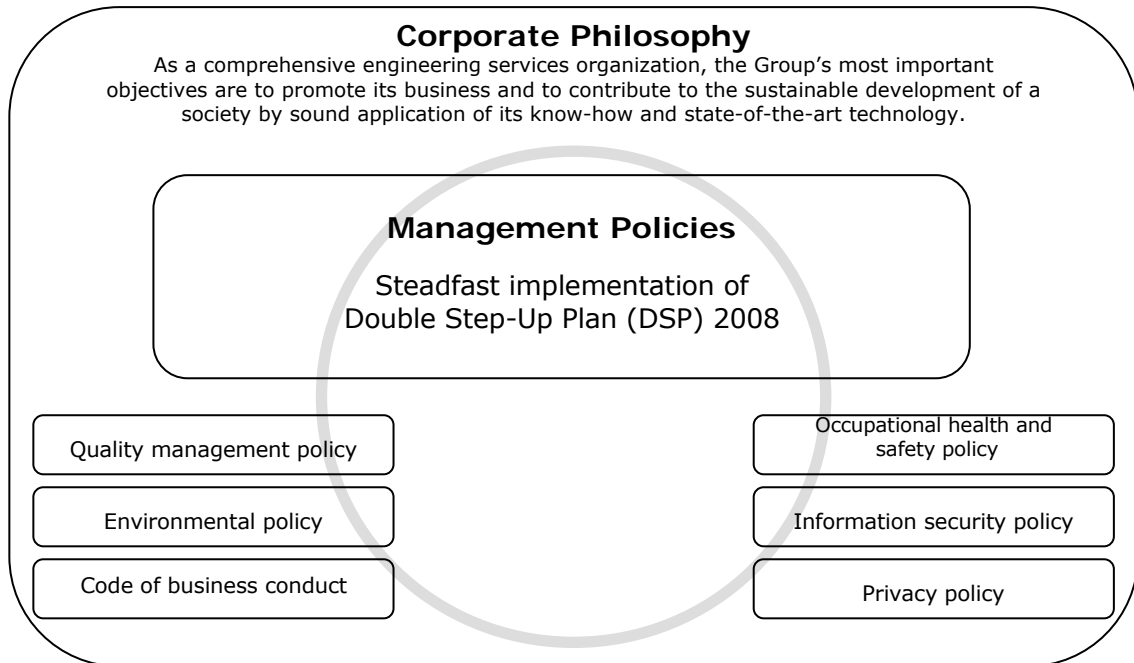 Corporate Philosophy
As a comprehensive engineering services organization, the Group’s most important
objectives are to promote its business and to contribute to the sustainable development of a
society by sound application of its know-how and state-of-the-art technology.
Management Policies
Steadfast implementation of
Double Step-Up Plan (DSP) 2008
Quality management policy
Environmental policy
Code of business conduct
Occupational health and
safety policy
Information security policy
Privacy policy